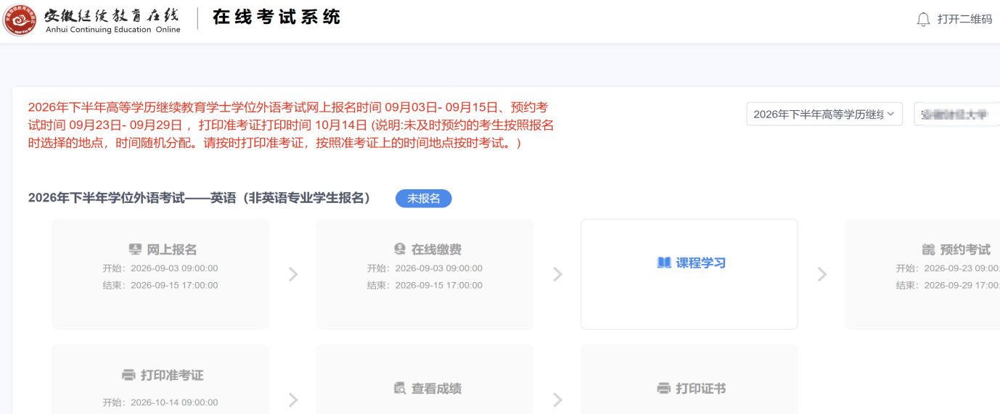 安徽继续教育在线
Anhui Continuing Education Online
在线考试系统
打开二维码
2026年下半年高等学历继续教育学士学位外语考试网上报名时间 09月03日- 09月15日、预约考
试时间 09月23日- 09月29日 ，打印准考证打印时间 10月14日 (说明:未及时预约的考生按照报名
时选择的地点，时间随机分配。请按时打印准考证，按照准考证上的时间地点按时考试。)
2026年下半年高等学历继续
2026年下半年学位外语考试——英语（非英语专业学生报名）
未报名
网上报名
开始：2026-09-03 09:00:00
结束：2026-09-15 17:00:00
在线缴费
开始：2026-09-03 09:00:00
结束：2026-09-15 17:00:00
课程学习
预约考试
开始：2026-09-23 09:00:
结束：2026-09-29 17:00:
打印准考证
开始：2026-10-14 09:00:00
查看成绩
打印证书